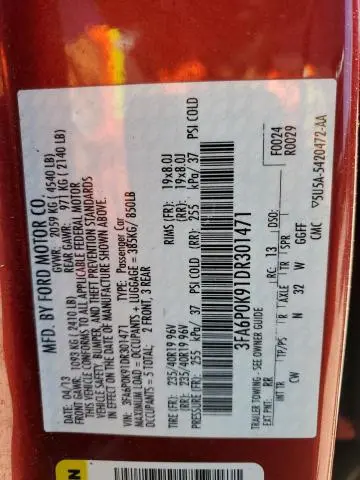 MFD. BY FORD MOTOR CO.
GVWR: 2059 KG (4540 LB)
04/13
FRONT GAWR: 1093 KG (2410 LB) REAR GAWR: 971 KG (2140 LB)
THIS VEHICLE CONFORMS TO ALL APPLICABLE FEDERAL MOTOR
VEHICLE SAFETY, BUMPER, AND THEFT PREVENTION STANDARDS
IN EFFECT ON THE DATE OF MANUFACTURE SHOWN ABOVE.
VIN: 3FA6P0K91DR301471 TYPE: Passenger Car
MAXIMUM LOAD = OCCUPANTS + LUGGAGE = 385KG/ 850LB
OCCUPANTS = 5 TOTAL: 2 FRONT, 3 REAR
TIRE (FR): 235/40R19 96V RIMS (FR): 19x8.0J
TIRE (RR): 235/40R19 96V RIMS (RR): 19x8.0J
PRESSURE (FR): 255 kPa/ 37 PSI COLD (RR): 255 kPa/ 37 PSI COLD
3FA6P0K91DR301471
TRAILER TOWING - SEE OWNER GUIDE
F0024
R0029
EXT PNT: RR RC: 13 DSO:
INT TR TP/PS R AXLE TR SPR
CW N 32 W GGFF
CMC
5U5A-5420472-AA